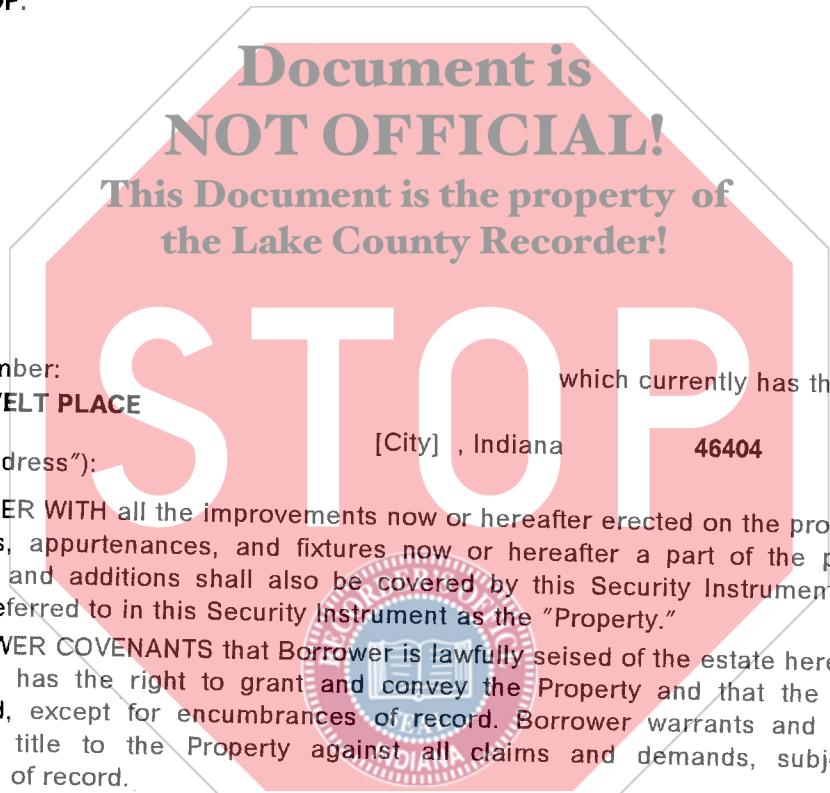 OP.
Document is
NOT OFFICIAL!
This Document is the property of
the Lake County Recorder!
STOP
mber:
which currently has th
ELT PLACE
[City] , Indiana 46404
dress"):
ER WITH all the improvements now or hereafter erected on the pro
s, appurtenances, and fixtures now or hereafter a part of the p
and additions shall also be covered by this Security Instrumen
eferred to in this Security Instrument as the "Property."
WER COVENANTS that Borrower is lawfully seised of the estate here
has the right to grant and convey the Property and that the
d, except for encumbrances of record. Borrower warrants and
title to the Property against all claims and demands, subj
of record.
INDIANA